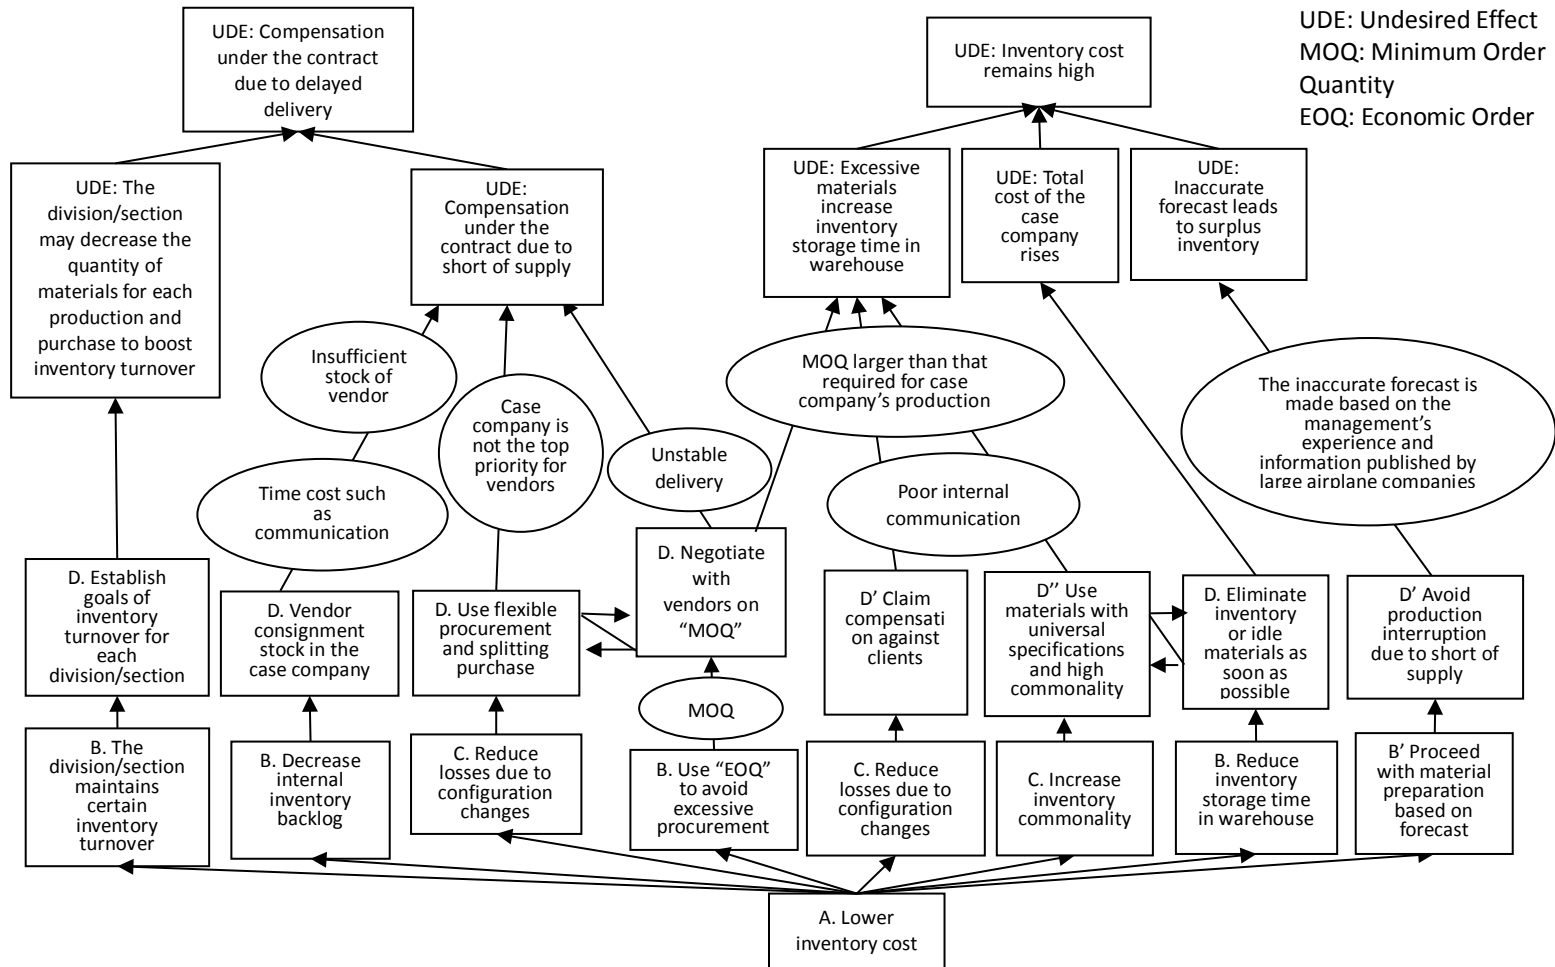 UDE: Compensation
under the contract
due to delayed
delivery
UDE: Inventory cost
remains high
UDE: Undesired Effect
MOQ: Minimum Order
Quantity
EOQ: Economic Order
UDE: The
division/section
may decrease the
quantity of
materials for each
production and
purchase to boost
inventory turnover
UDE:
Compensation
under the
contract due to
short of supply
UDE: Excessive
materials
increase
inventory
storage time in
warehouse
UDE: Total
cost of the
case
company
rises
UDE:
Inaccurate
forecast leads
to surplus
inventory
Insufficient
stock of
vendor
Case
company is
not the top
priority for
vendors
MOQ larger than that
required for case
company’s production
The inaccurate forecast is
made based on the
management’s
experience and
information published by
large airplane companies
Time cost such
as
communication
Unstable
delivery
Poor internal
communication
D. Establish
goals of
inventory
turnover for
each
division/section
D. Vendor
consignment
stock in the
case company
D. Use flexible
procurement
and splitting
purchase
D. Negotiate
with
vendors on
“MOQ”
D’ Claim
compensati
on against
clients
D’’ Use
materials with
universal
specifications
and high
commonality
D. Eliminate
inventory
or idle
materials as
soon as
possible
D’ Avoid
production
interruption
due to short of
supply
MOQ
B. The
division/section
maintains
certain
inventory
turnover
B. Decrease
internal
inventory
backlog
C. Reduce
losses due to
configuration
changes
B. Use “EOQ”
to avoid
excessive
procurement
C. Reduce
losses due to
configuration
changes
C. Increase
inventory
commonality
B. Reduce
inventory
storage time
in warehouse
B’ Proceed
with material
preparation
based on
forecast
A. Lower
inventory cost